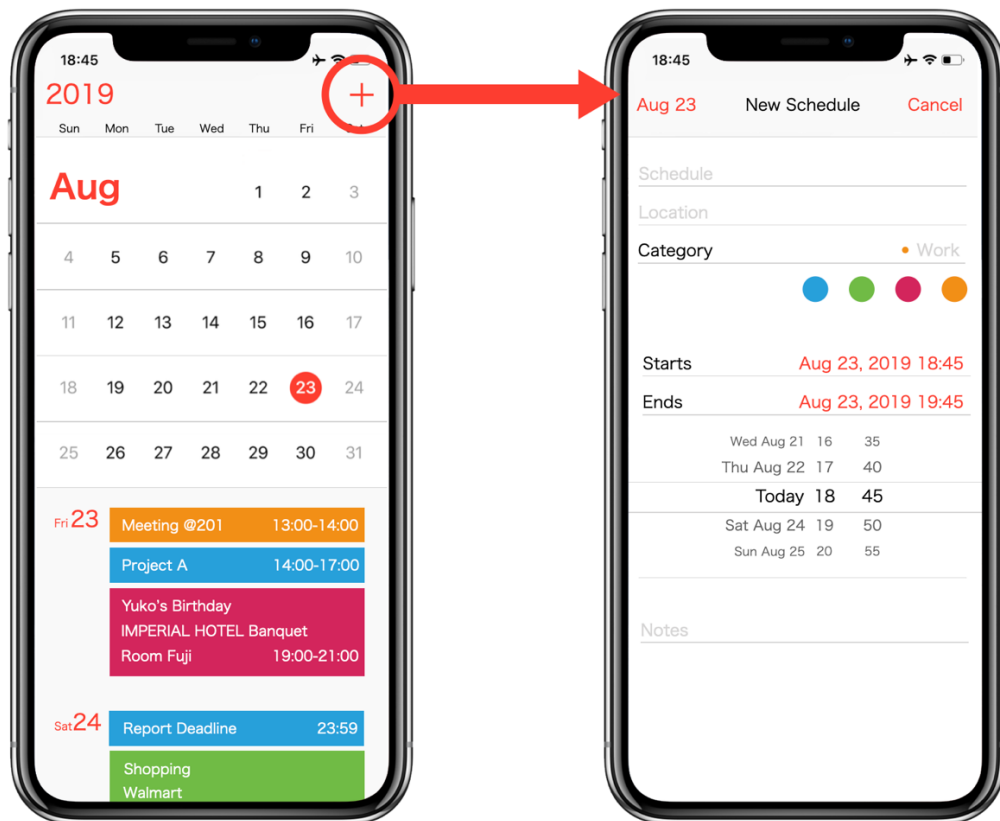 18:45
2019 +
Sun Mon Tue Wed Thu Fri
Aug 1 2 3
4 5 6 7 8 9 10
11 12 13 14 15 16 17
18 19 20 21 22 23 24
25 26 27 28 29 30 31
Fri 23 Meeting @201 13:00-14:00
Project A 14:00-17:00
Yuko's Birthday
IMPERIAL HOTEL Banquet
Room Fuji 19:00-21:00
Sat 24 Report Deadline 23:59
Shopping
Walmart
18:45
Aug 23 New Schedule Cancel
Schedule
Location
Category • Work
Starts Aug 23, 2019 18:45
Ends Aug 23, 2019 19:45
Wed Aug 21 16 35
Thu Aug 22 17 40
Today 18 45
Sat Aug 24 19 50
Sun Aug 25 20 55
Notes